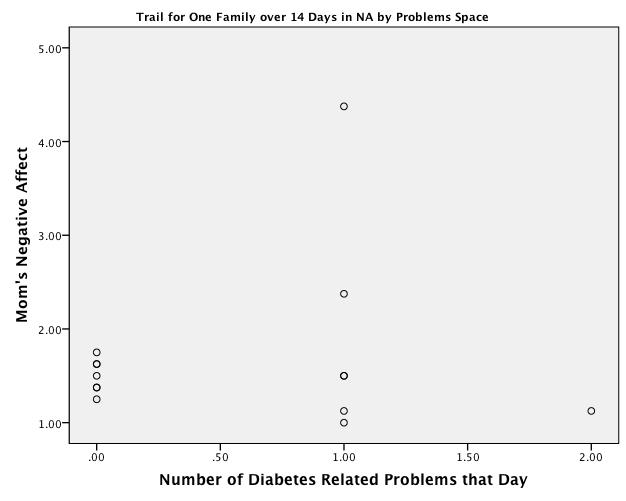 Trail for One Family over 14 Days in NA by Problems Space
5.00
4.00
3.00
2.00
1.00
Mom's Negative Affect
.00 .50 1.00 1.50 2.00
Number of Diabetes Related Problems that Day